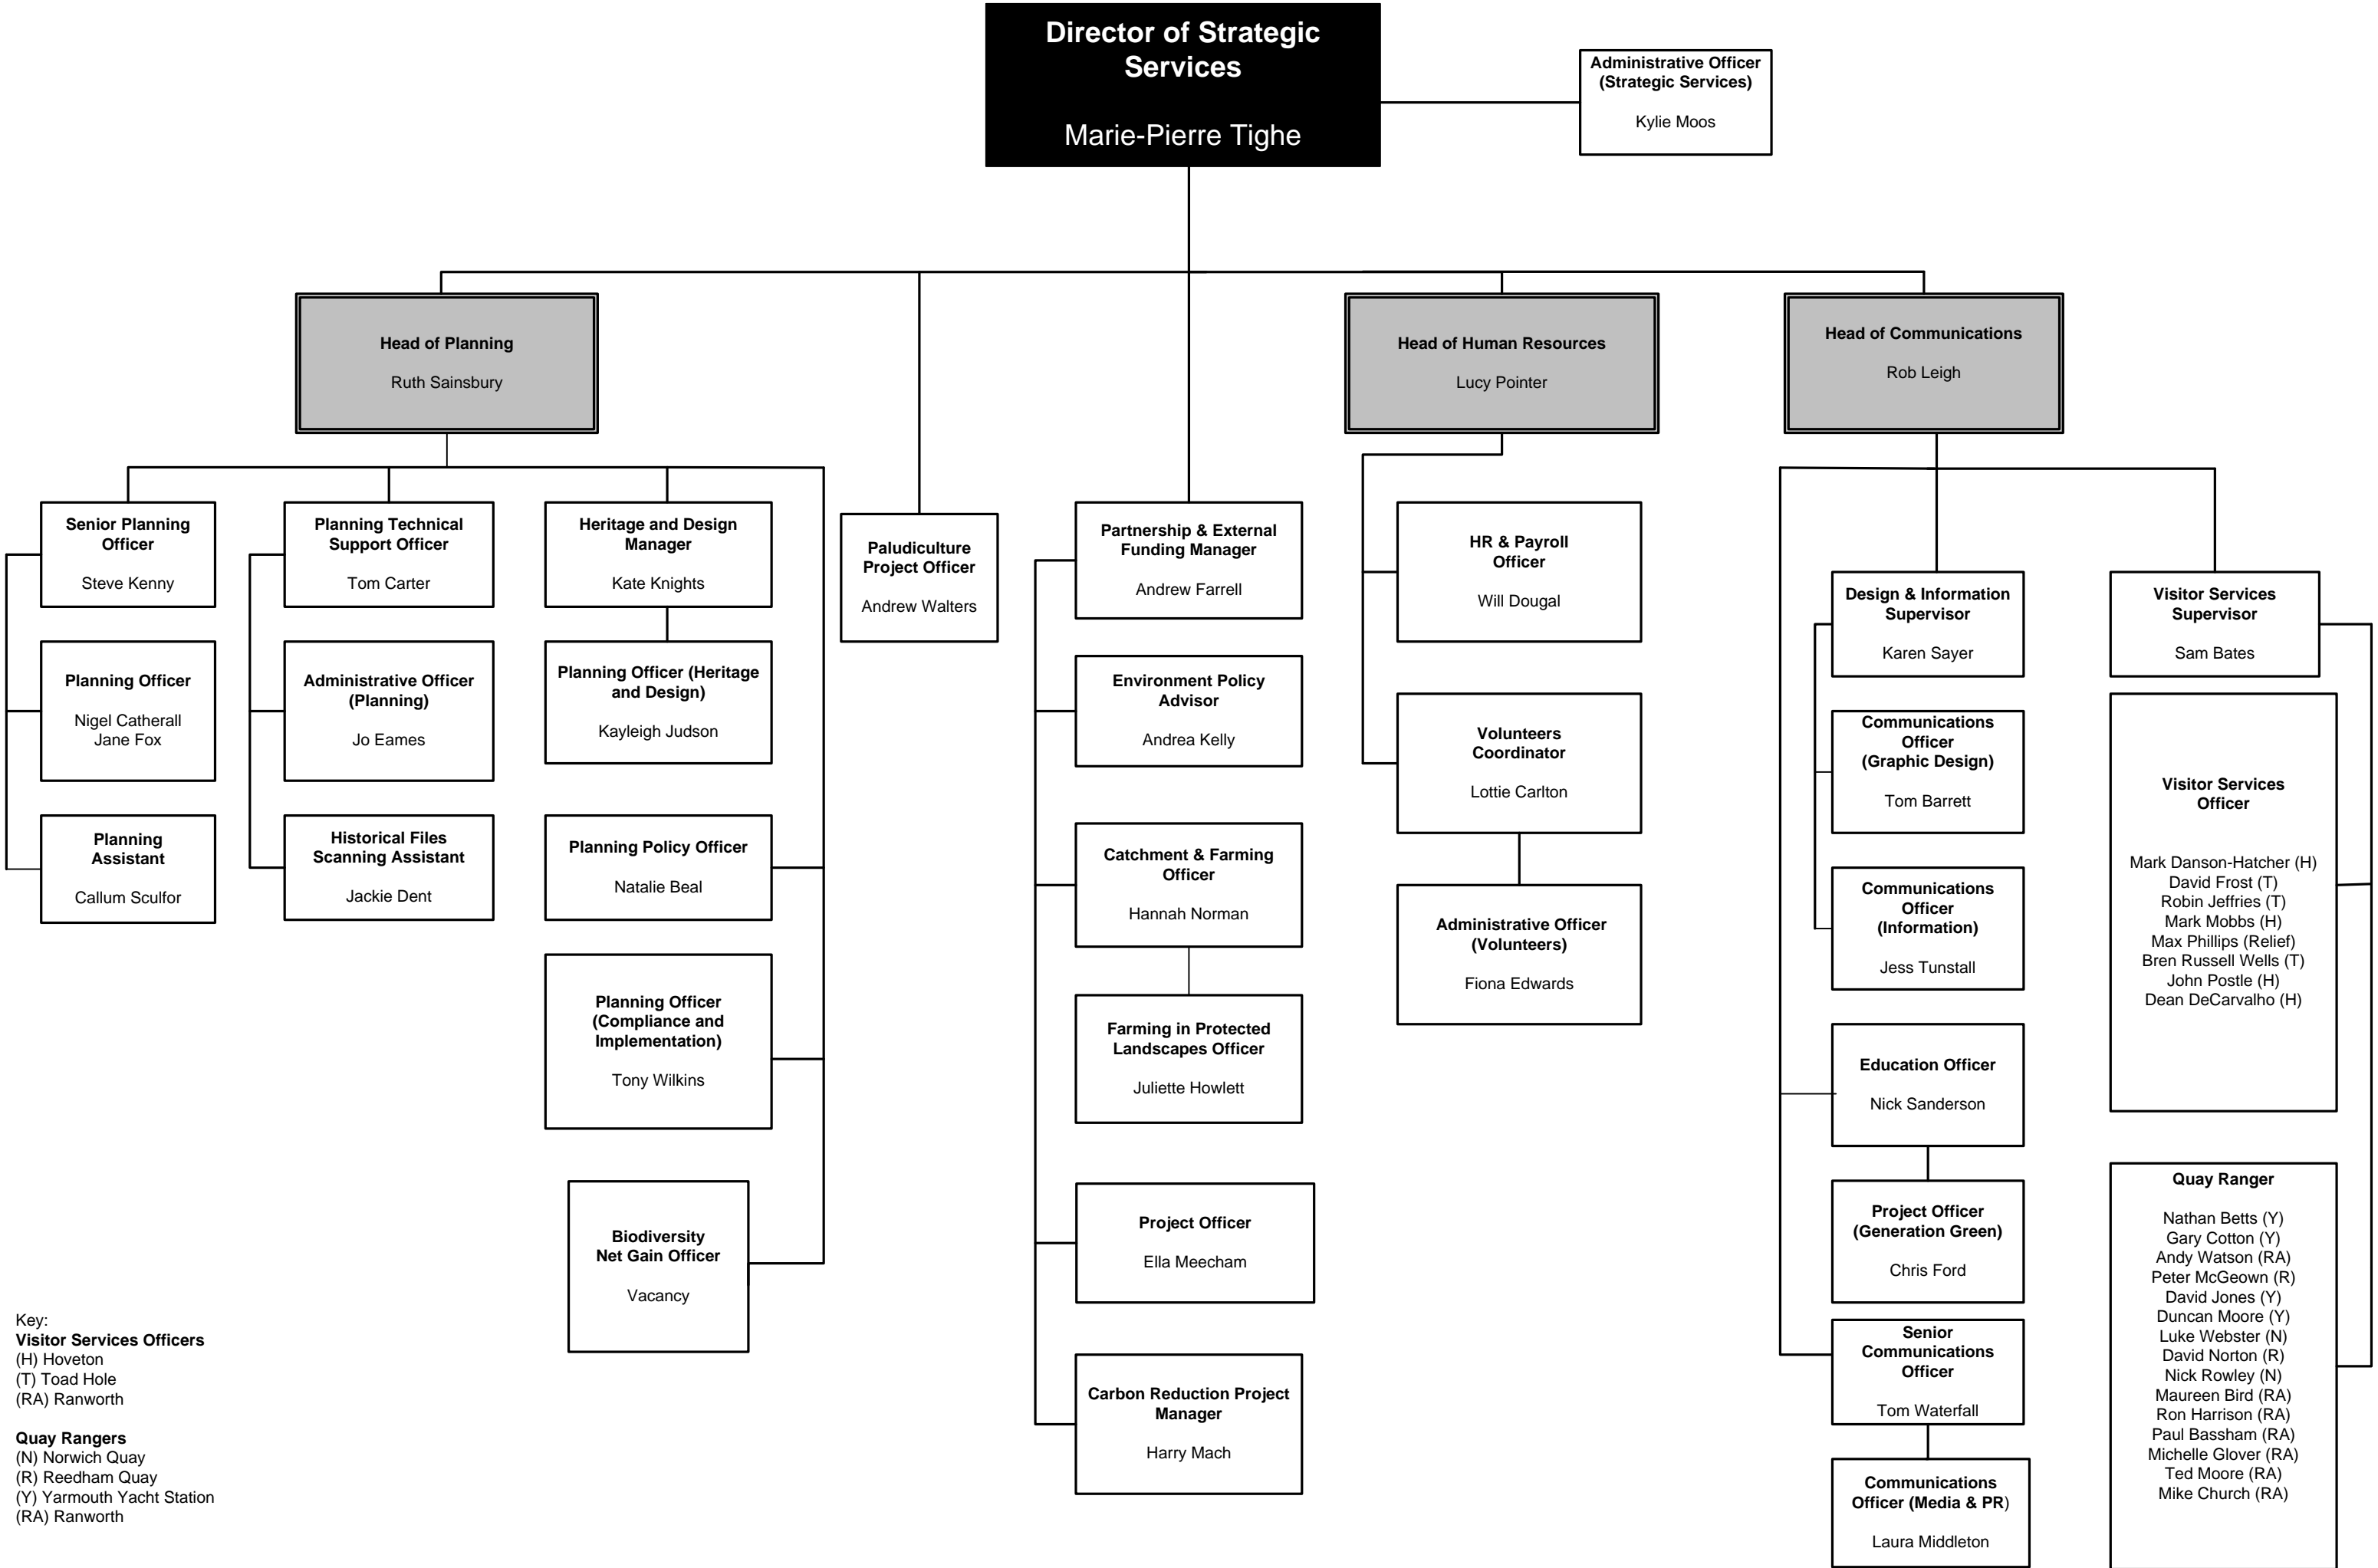 Director of Strategic
Services
Marie-Pierre Tighe
Administrative Officer
(Strategic Services)
Kylie Moos
Head of Planning
Ruth Sainsbury
Head of Human Resources
Lucy Pointer
Head of Communications
Rob Leigh
Senior Planning
Officer
Steve Kenny
Planning Officer
Nigel Catherall
Jane Fox
Planning
Assistant
Callum Sculfor
Planning Technical
Support Officer
Tom Carter
Administrative Officer
(Planning)
Jo Eames
Historical Files
Scanning Assistant
Jackie Dent
Heritage and Design
Manager
Kate Knights
Planning Officer (Heritage
and Design)
Kayleigh Judson
Planning Policy Officer
Natalie Beal
Planning Officer
(Compliance and
Implementation)
Tony Wilkins
Biodiversity
Net Gain Officer
Vacancy
Paludiculture
Project Officer
Andrew Walters
Partnership & External
Funding Manager
Andrew Farrell
Environment Policy
Advisor
Andrea Kelly
Catchment & Farming
Officer
Hannah Norman
Farming in Protected
Landscapes Officer
Juliette Howlett
Project Officer
Ella Meecham
Carbon Reduction Project
Manager
Harry Mach
HR & Payroll
Officer
Will Dougal
Volunteers
Coordinator
Lottie Carlton
Administrative Officer
(Volunteers)
Fiona Edwards
Design & Information
Supervisor
Karen Sayer
Communications
Officer
(Graphic Design)
Tom Barrett
Communications
Officer
(Information)
Jess Tunstall
Education Officer
Nick Sanderson
Project Officer
(Generation Green)
Chris Ford
Senior
Communications
Officer
Tom Waterfall
Communications
Officer (Media & PR)
Laura Middleton
Visitor Services
Supervisor
Sam Bates
Visitor Services
Officer
Mark Danson-Hatcher (H)
David Frost (T)
Robin Jeffries (T)
Mark Mobbs (H)
Max Phillips (Relief)
Bren Russell Wells (T)
John Postle (H)
Dean DeCarvalho (H)
Quay Ranger
Nathan Betts (Y)
Gary Cotton (Y)
Andy Watson (RA)
Peter McGeown (R)
David Jones (Y)
Duncan Moore (Y)
Luke Webster (N)
David Norton (R)
Nick Rowley (N)
Maureen Bird (RA)
Ron Harrison (RA)
Paul Bassham (RA)
Michelle Glover (RA)
Ted Moore (RA)
Mike Church (RA)
Key:
Visitor Services Officers
(H) Hoveton
(T) Toad Hole
(RA) Ranworth
Quay Rangers
(N) Norwich Quay
(R) Reedham Quay
(Y) Yarmouth Yacht Station
(RA) Ranworth